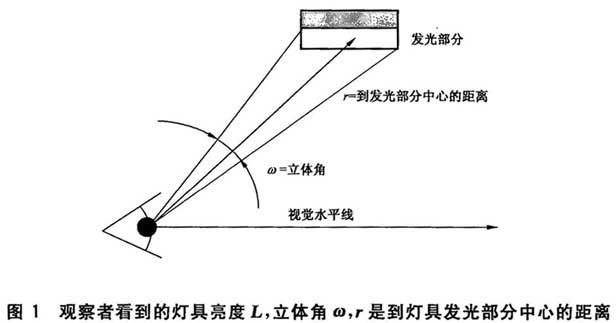 发光部分
r=到发光部分中心的距离
ω=立体角
视觉水平线
图 1 观察者看到的灯具亮度 L,立体角 ω,r 是到灯具发光部分中心的距离